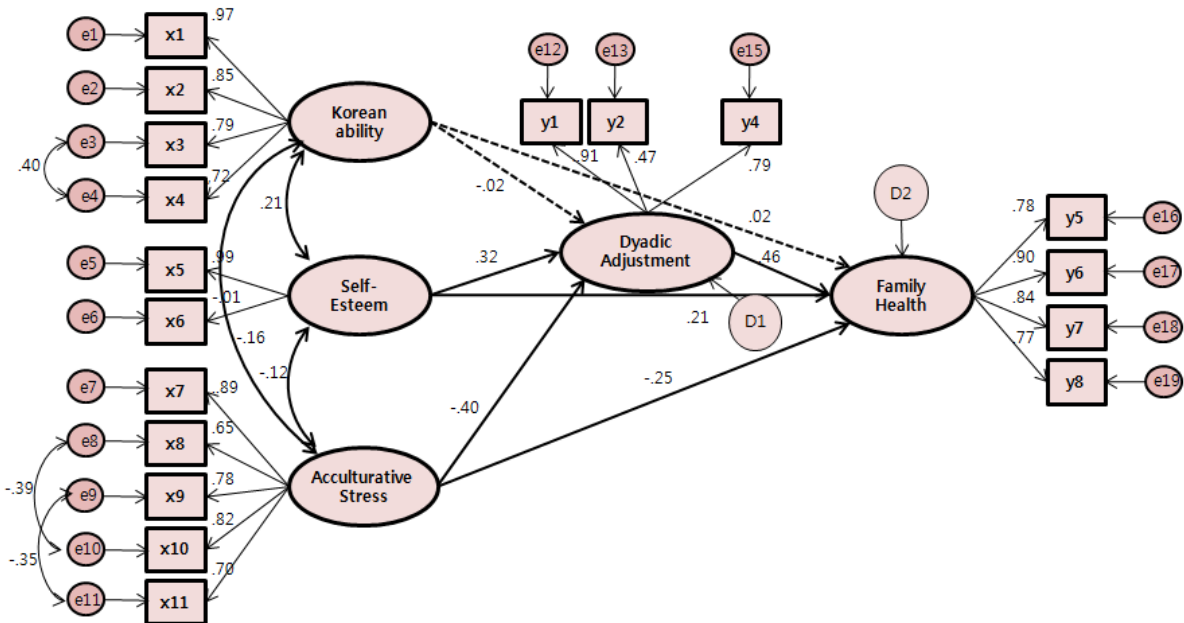 e1
x1
.97
e2
x2
.85
e3
x3
.79
.40
e4
x4
.72
Korean
ability
.21
e5
x5
.99
e6
x6
-.01
Self-
Esteem
-.16
-.12
e7
x7
.89
e8
x8
.65
e9
x9
.78
-.39
e10
x10
.82
-.35
e11
x11
.70
Acculturative
Stress
e12
e13
e15
y1
y2
y4
.91
.47
.79
-.02
.02
.32
Dyadic
Adjustment
.46
-.40
.21
D1
-.25
D2
Family
Health
.78
y5
e16
.90
y6
e17
.84
y7
e18
.77
y8
e19